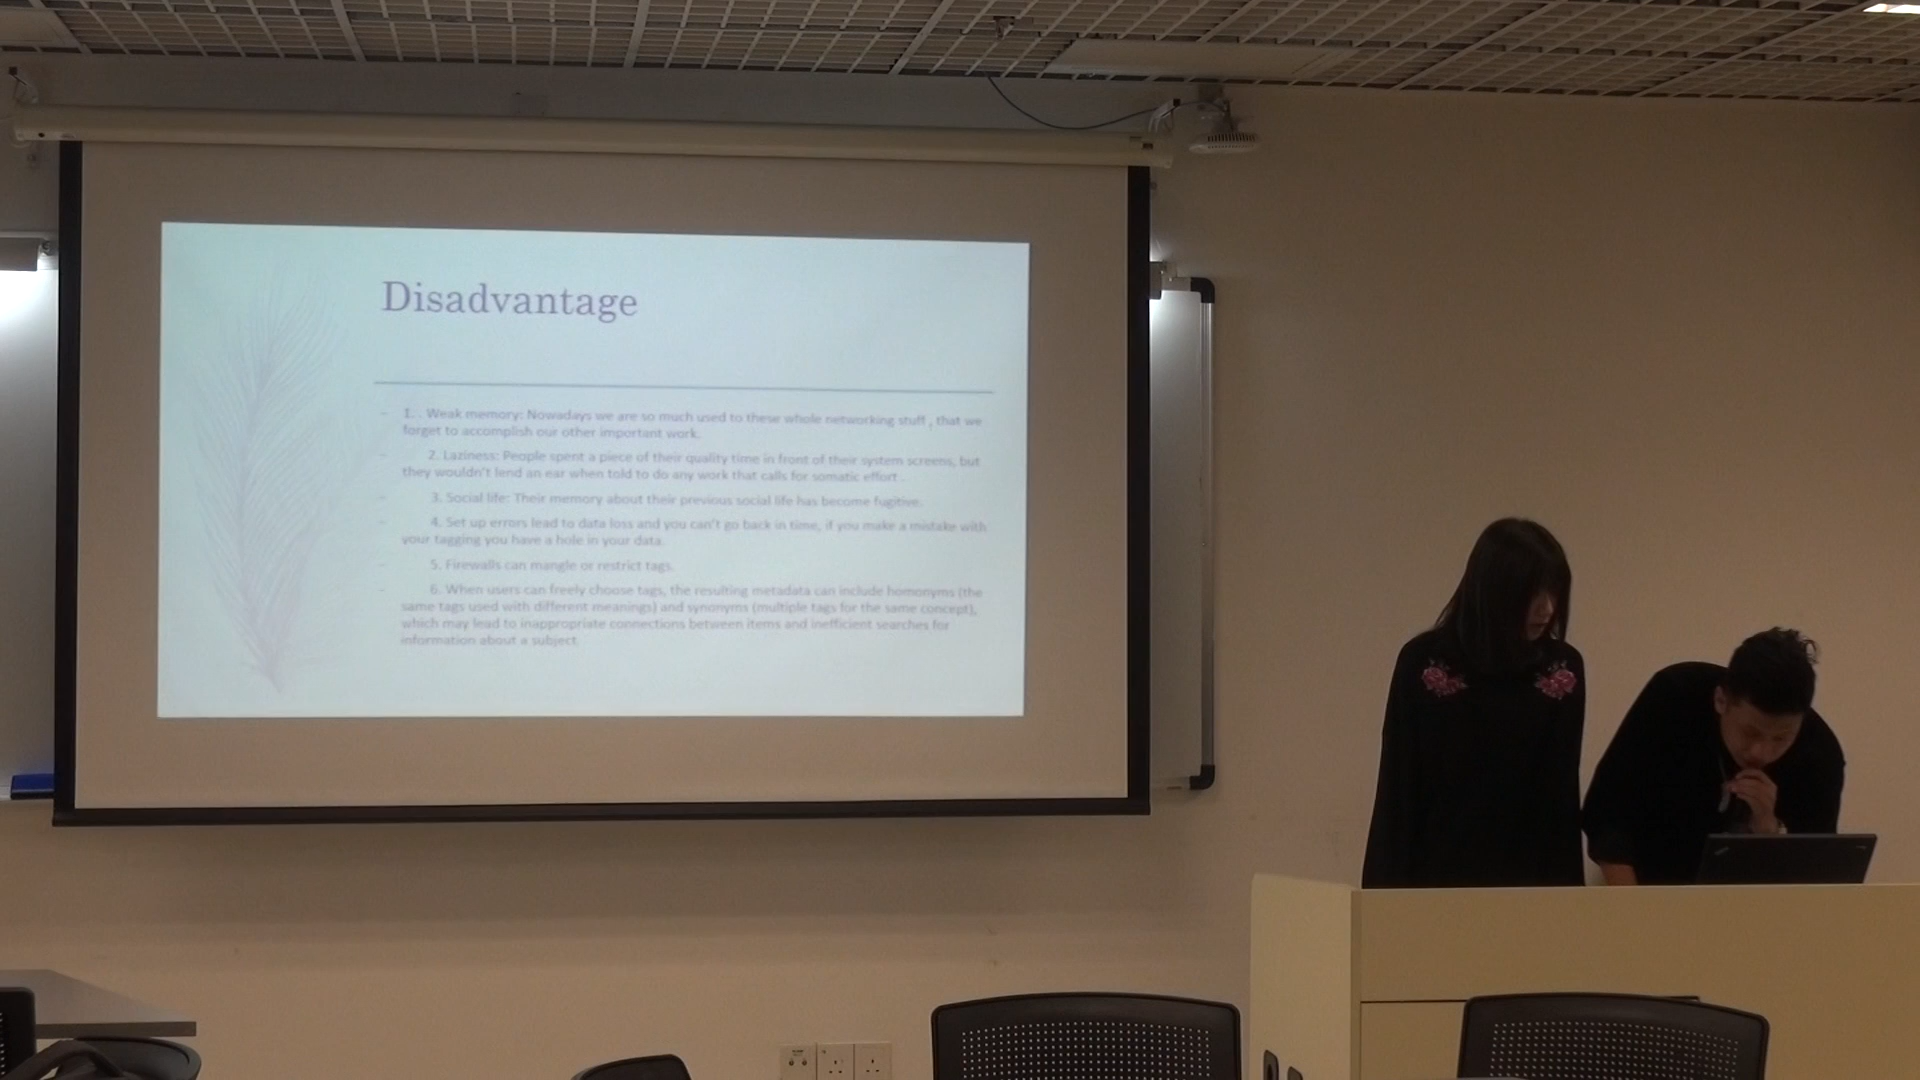 Disadvantage
- 1. . Weak memory: Nowadays we are so much used to these whole networking stuff , that we
forget to accomplish our other important work.
- 2. Laziness: People spent a piece of their quality time in front of their system screens, but
they wouldn't lend an ear when told to do any work that calls for somatic effort .
- 3. Social life: Their memory about their previous social life has become fugitive.
- 4. Set up errors lead to data loss and you can't go back in time, if you make a mistake with
your tagging you have a hole in your data.
- 5. Firewalls can mangle or restrict tags.
- 6. When users can freely choose tags, the resulting metadata can include homonyms (the
same tags used with different meanings) and synonyms (multiple tags for the same concept),
which may lead to inappropriate connections between items and inefficient searches for
information about a subject.